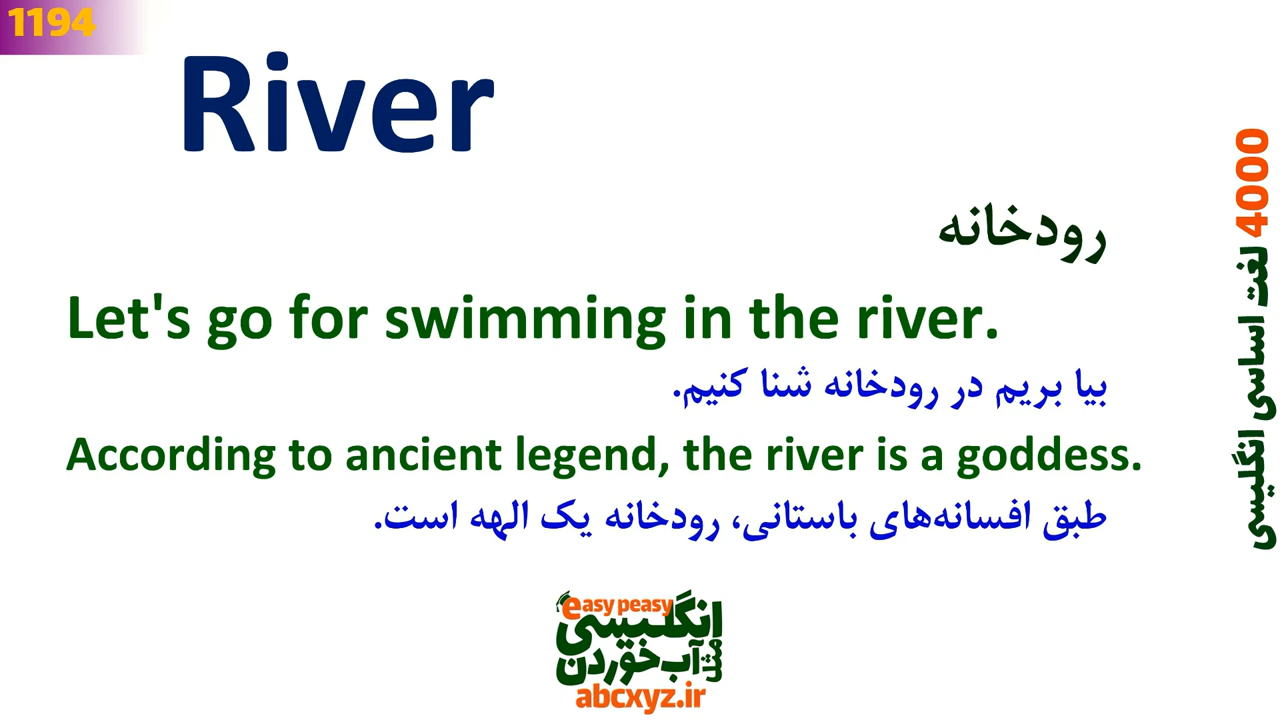 1194
River
رودخانه
Let's go for swimming in the river.
بیا بریم در رودخانه شنا کنیم.
According to ancient legend, the river is a goddess.
طبق افسانه‌های باستانی، رودخانه یک الهه است.
4000 لغت اساسی انگلیسی
easy peasy
انگلیسی
مثل آب خوردن
abcxyz.ir